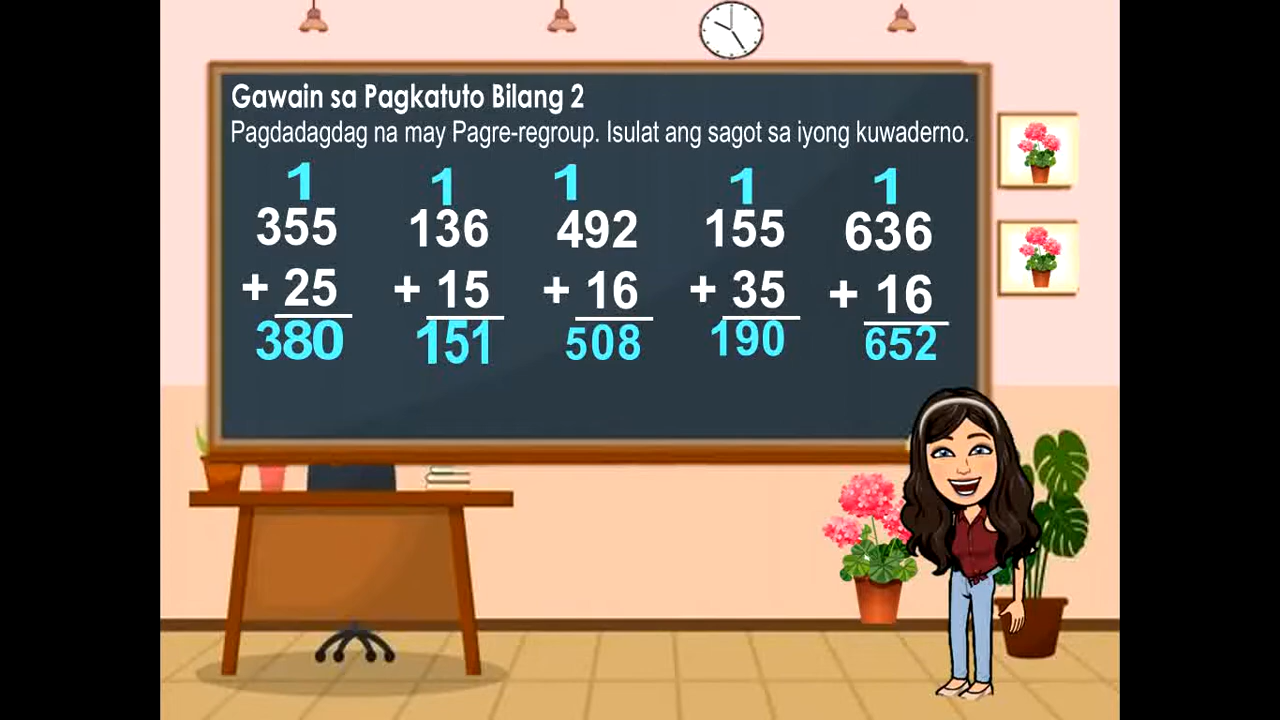 Gawain sa Pagkatuto Bilang 2
Pagdadagdag na may Pagre-regroup. Isulat ang sagot sa iyong kuwaderno.
1 1 1 1 1
355 136 492 155 636
+ 25 + 15 + 16 + 35 + 16
380 151 508 190 652